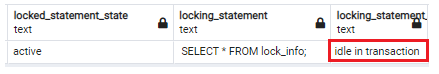 locked_statement_state locking_statement locking_statement_
text text text
active SELECT * FROM lock_info; idle in transaction